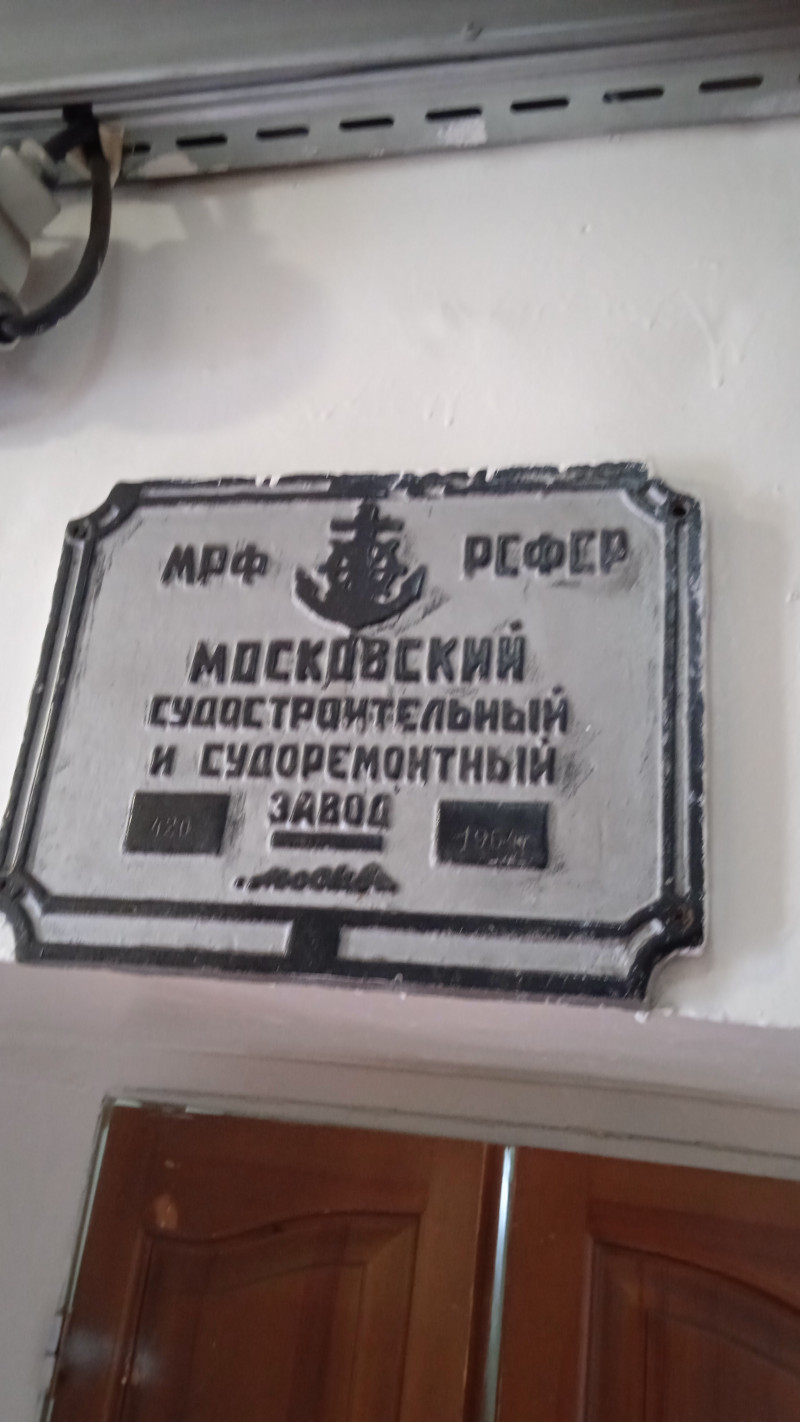 МРФ РСФСР
МОСКОВСКИЙ
СУДОСТРОИТЕЛЬНЫЙ
И СУДОРЕМОНТНЫЙ
ЗАВОД
420
москва